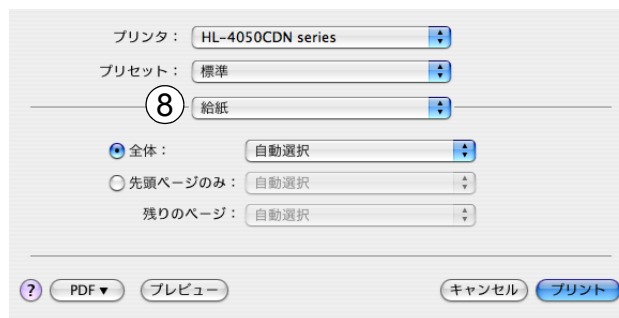 プリンタ： HL-4050CDN series
プリセット： 標準
8 給紙
全体： 自動選択
先頭ページのみ： 自動選択
残りのページ： 自動選択
? PDF▼ プレビュー キャンセル プリント